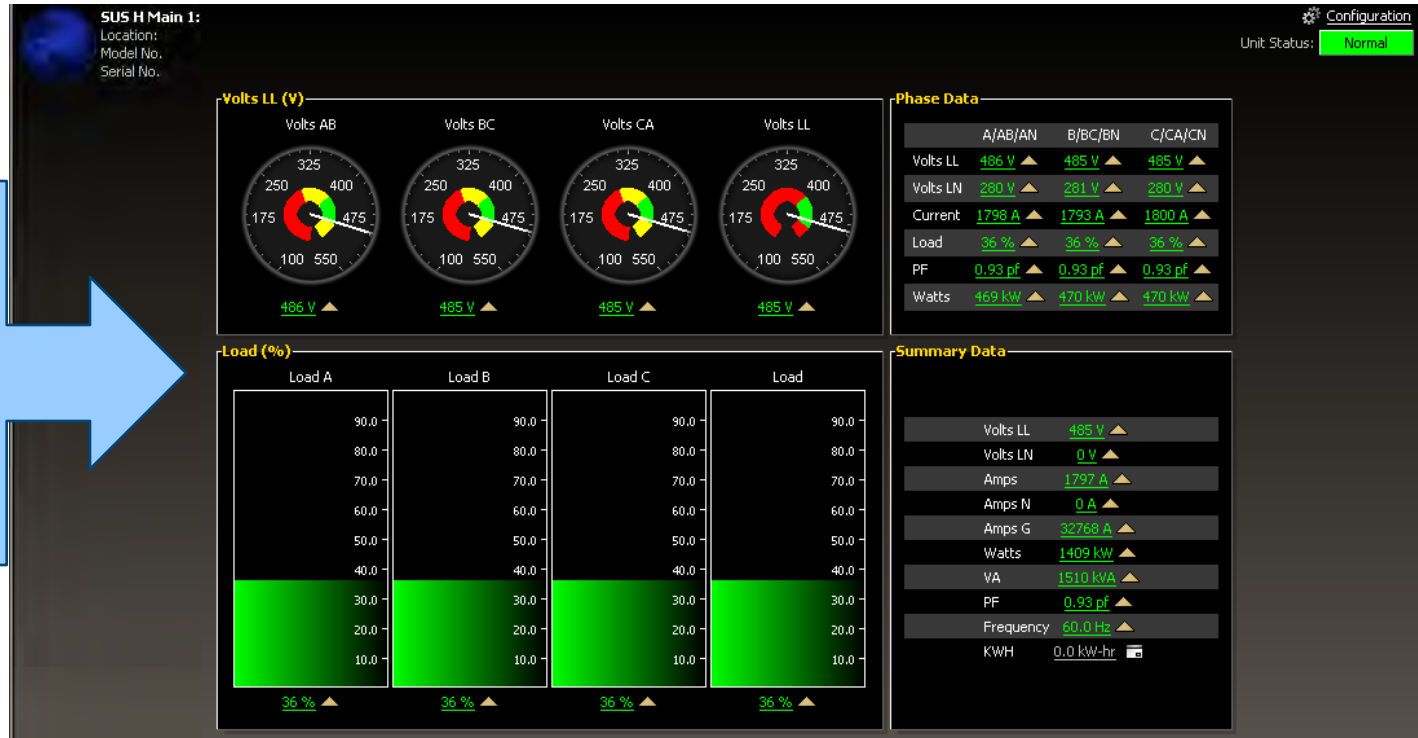 SUS H Main 1:
Location:
Model No.
Serial No.
Configuration
Unit Status: Normal
Volts LL (V)
Volts AB Volts BC Volts CA Volts LL
325 325 325 325
250 400 250 400 250 400 250 400
175 475 175 475 175 475 175 475
100 550 100 550 100 550 100 550
486 V 485 V 485 V 485 V
Phase Data
A/AB/AN B/BC/BN C/CA/CN
Volts LL 486 V 485 V 485 V
Volts LN 280 V 281 V 280 V
Current 1798 A 1793 A 1800 A
Load 36 % 36 % 36 %
PF 0.93 pf 0.93 pf 0.93 pf
Watts 469 kW 470 kW 470 kW
Load (%)
Load A Load B Load C Load
90.0 90.0 90.0 90.0
80.0 80.0 80.0 80.0
70.0 70.0 70.0 70.0
60.0 60.0 60.0 60.0
50.0 50.0 50.0 50.0
40.0 40.0 40.0 40.0
30.0 30.0 30.0 30.0
20.0 20.0 20.0 20.0
10.0 10.0 10.0 10.0
36 % 36 % 36 % 36 %
Summary Data
Volts LL 485 V
Volts LN 0 V
Amps 1797 A
Amps N 0 A
Amps G 32768 A
Watts 1409 kW
VA 1510 kVA
PF 0.93 pf
Frequency 60.0 Hz
KWH 0.0 kW-hr